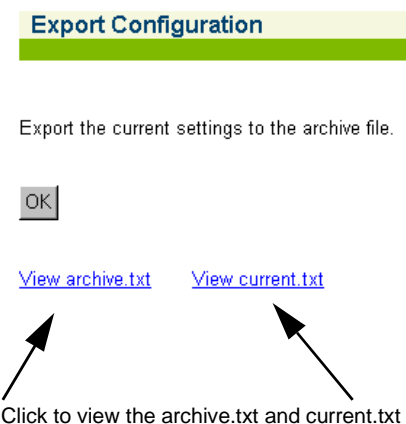 Export Configuration
Export the current settings to the archive file.
OK
View archive.txt View current.txt
Click to view the archive.txt and current.txt